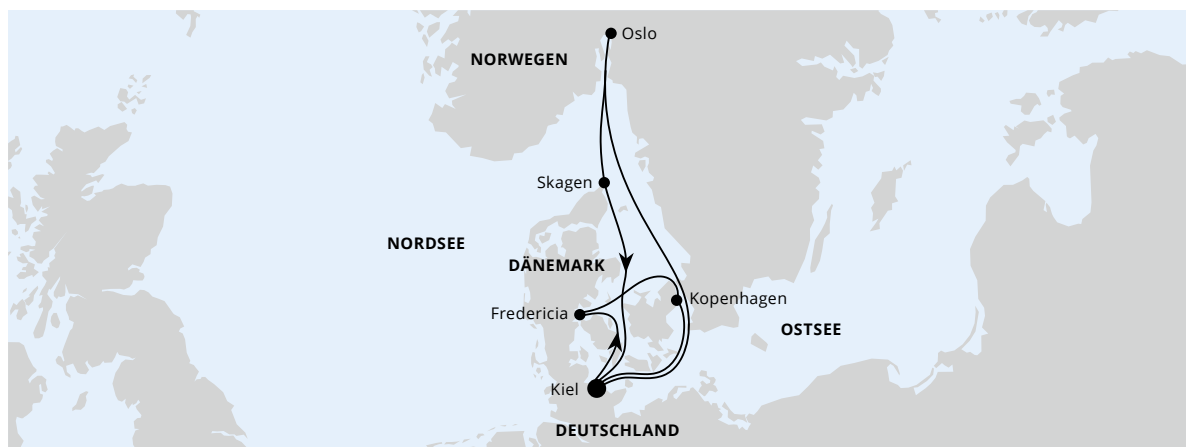 Oslo
NORWEGEN
Skagen
NORDSEE
DÄNEMARK
Kopenhagen
Fredericia
OSTSEE
Kiel
DEUTSCHLAND